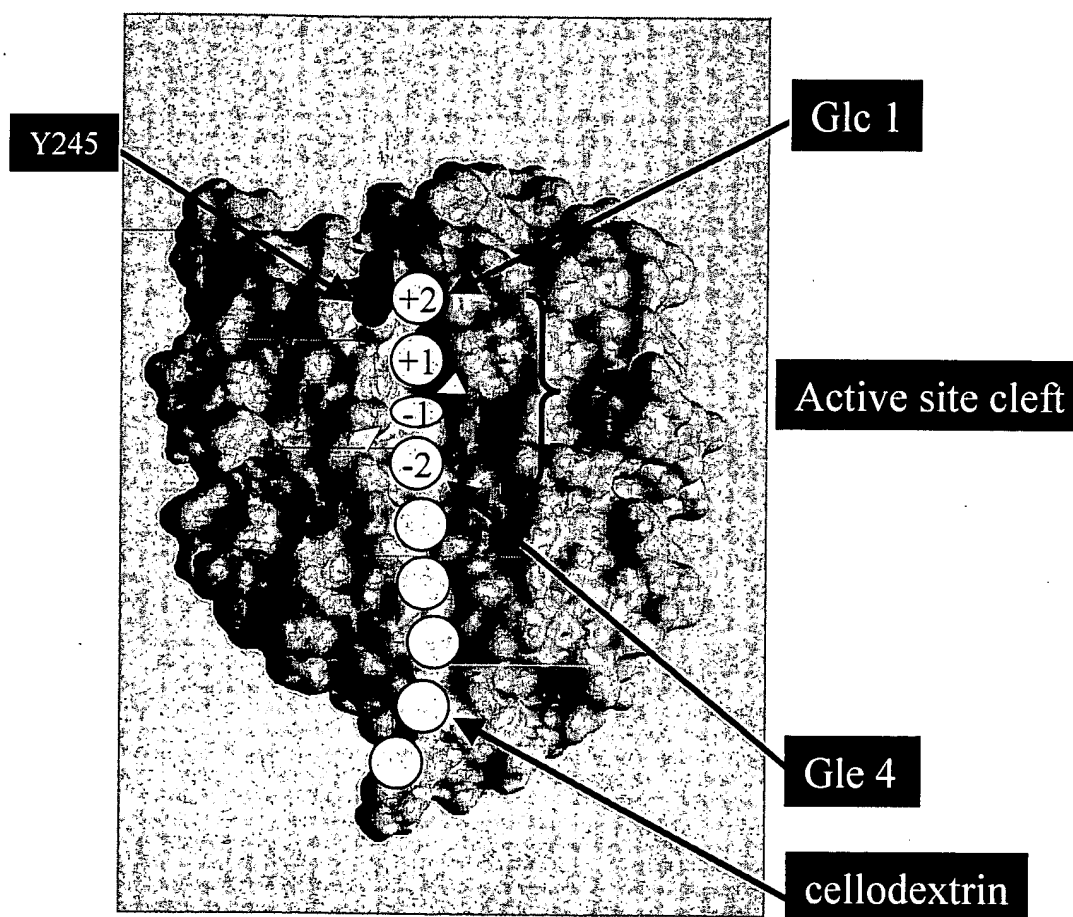 Glc 1
Y245
+2
+1
-1
-2
Active site cleft
Gle 4
cellodextrin